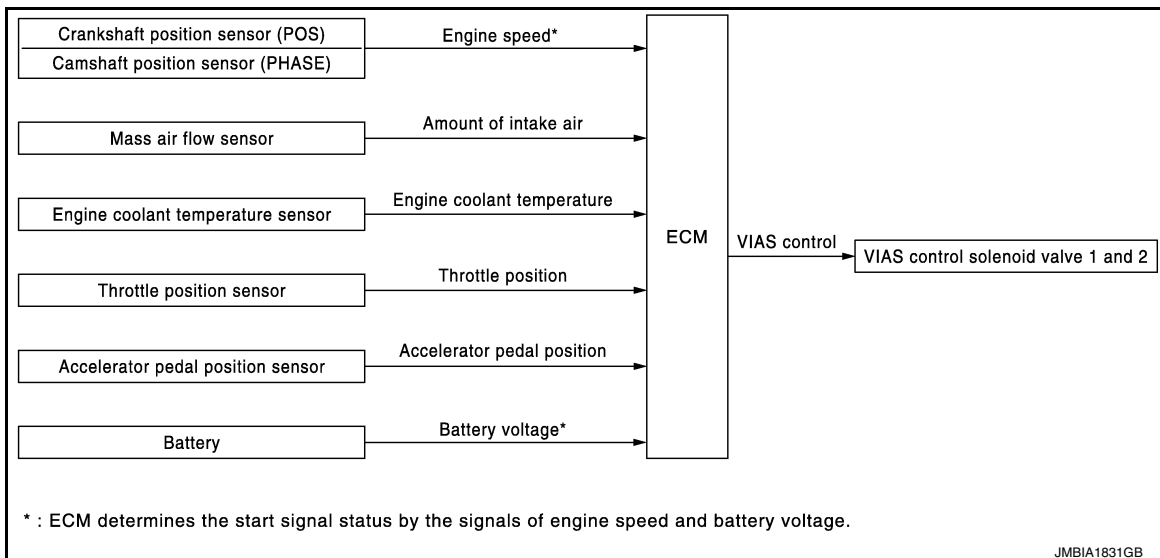 Crankshaft position sensor (POS)
Engine speed*
Camshaft position sensor (PHASE)
Mass air flow sensor
Amount of intake air
Engine coolant temperature sensor
Engine coolant temperature
ECM
VIAS control
VIAS control solenoid valve 1 and 2
Throttle position sensor
Throttle position
Accelerator pedal position sensor
Accelerator pedal position
Battery
Battery voltage*
* : ECM determines the start signal status by the signals of engine speed and battery voltage.
JMBIA1831GB